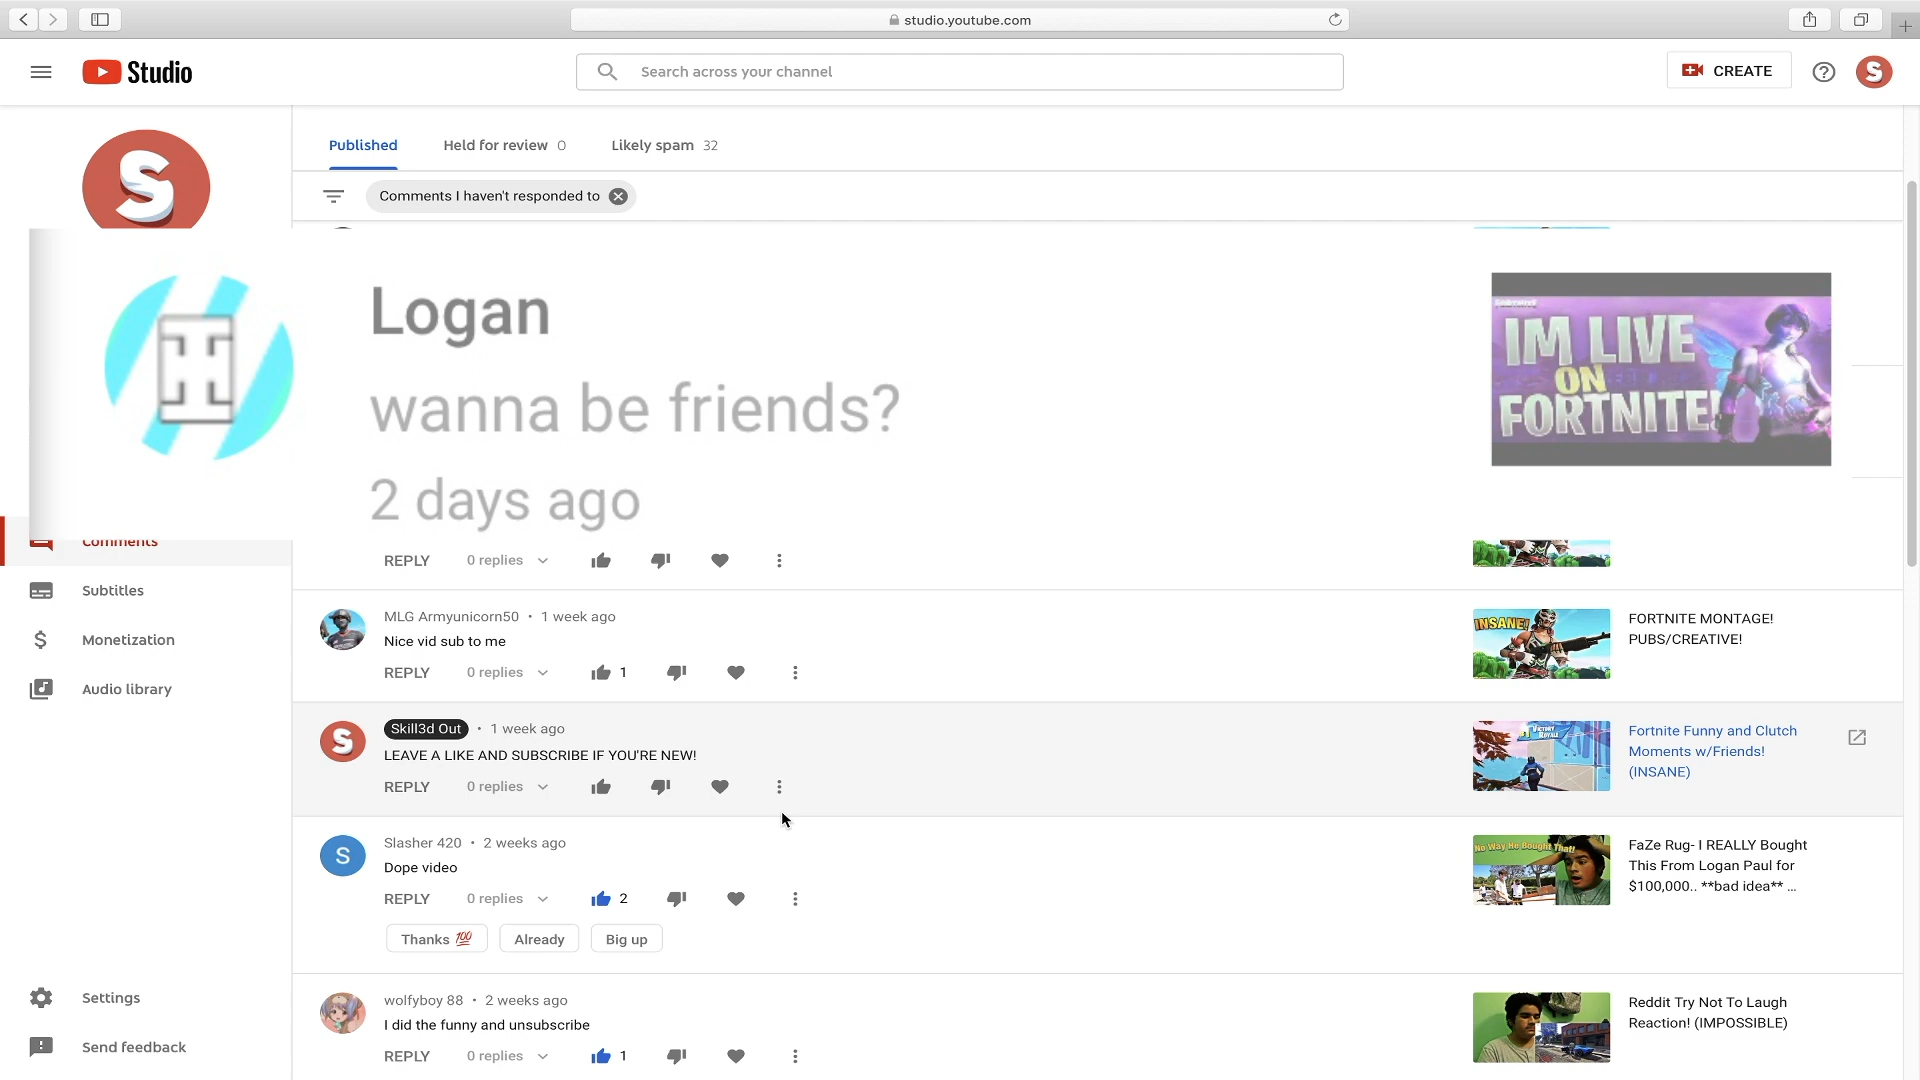 studio.youtube.com
Studio
Search across your channel
CREATE
S
S
Published
Held for review 0
Likely spam 32
Comments I haven't responded to
Logan
wanna be friends?
2 days ago
IM LIVE
ON
FORTNITE!
Comments
REPLY 0 replies
Subtitles
MLG Armyunicorn50 • 1 week ago
Nice vid sub to me
REPLY 0 replies 1
INSANE!
FORTNITE MONTAGE!
PUBS/CREATIVE!
Monetization
Audio library
S
Skill3d Out • 1 week ago
LEAVE A LIKE AND SUBSCRIBE IF YOU'RE NEW!
REPLY 0 replies
VICTORY
ROYALE
Fortnite Funny and Clutch
Moments w/Friends!
(INSANE)
S
Slasher 420 • 2 weeks ago
Dope video
REPLY 0 replies 2
Thanks 💯 Already Big up
No Way He Bought That!
FaZe Rug- I REALLY Bought
This From Logan Paul for
$100,000.. **bad idea** ...
wolfyboy 88 • 2 weeks ago
I did the funny and unsubscribe
REPLY 0 replies 1
Reddit Try Not To Laugh
Reaction! (IMPOSSIBLE)
Settings
Send feedback